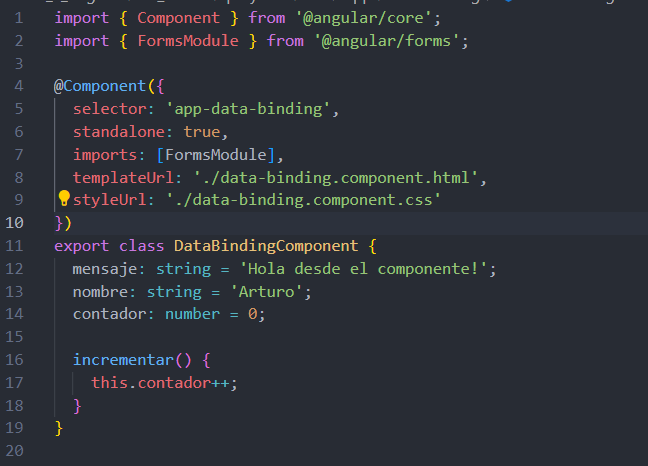 1 import { Component } from '@angular/core';
2 import { FormsModule } from '@angular/forms';
3
4 @Component({
5   selector: 'app-data-binding',
6   standalone: true,
7   imports: [FormsModule],
8   templateUrl: './data-binding.component.html',
9   styleUrl: './data-binding.component.css'
10 })
11 export class DataBindingComponent {
12   mensaje: string = 'Hola desde el componente!';
13   nombre: string = 'Arturo';
14   contador: number = 0;
15
16   incrementar() {
17     this.contador++;
18   }
19 }
20